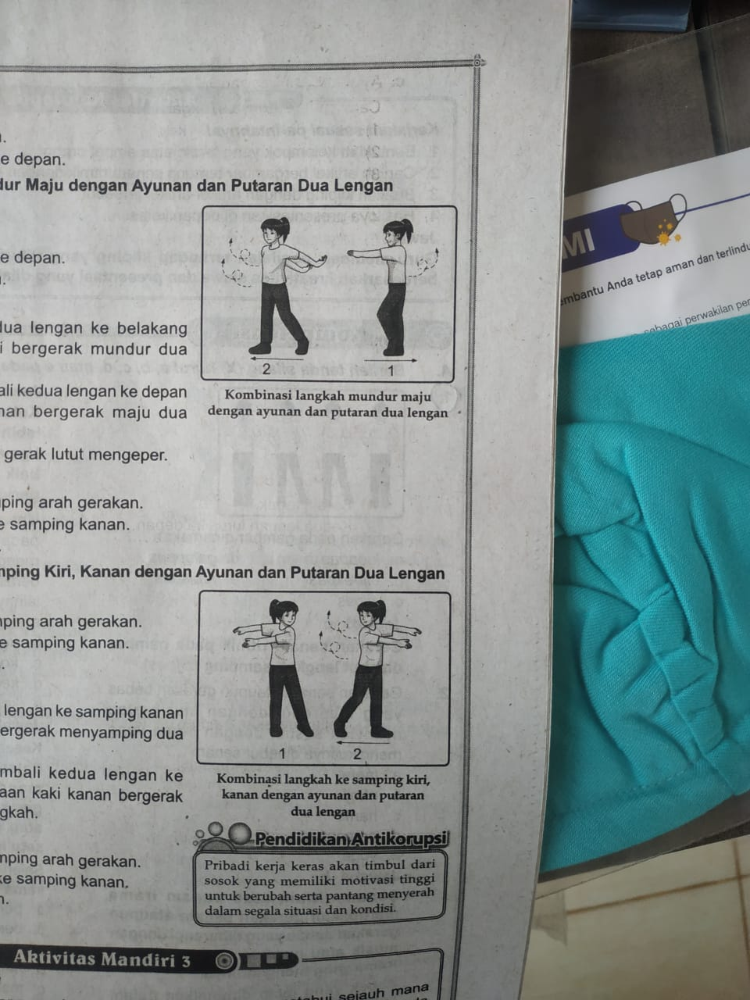 e depan.
dur Maju dengan Ayunan dan Putaran Dua Lengan
e depan.
dua lengan ke belakang
i bergerak mundur dua
ali kedua lengan ke depan
nan bergerak maju dua
gerak lutut mengeper.
2
1
Kombinasi langkah mundur maju
dengan ayunan dan putaran dua lengan
ping arah gerakan.
e samping kanan.
mping Kiri, Kanan dengan Ayunan dan Putaran Dua Lengan
ping arah gerakan.
e samping kanan.
lengan ke samping kanan
ergerak menyamping dua
mbali kedua lengan ke
aan kaki kanan bergerak
gkah.
mping arah gerakan.
ke samping kanan.
1
2
Kombinasi langkah ke samping kiri,
kanan dengan ayunan dan putaran
dua lengan
Pendidikan Antikorupsi
Pribadi kerja keras akan timbul dari
sosok yang memiliki motivasi tinggi
untuk berubah serta pantang menyerah
dalam segala situasi dan kondisi.
Aktivitas Mandiri 3
sejauh mana
MI
embantu Anda tetap aman dan terlindu
sebagai perwakilan per